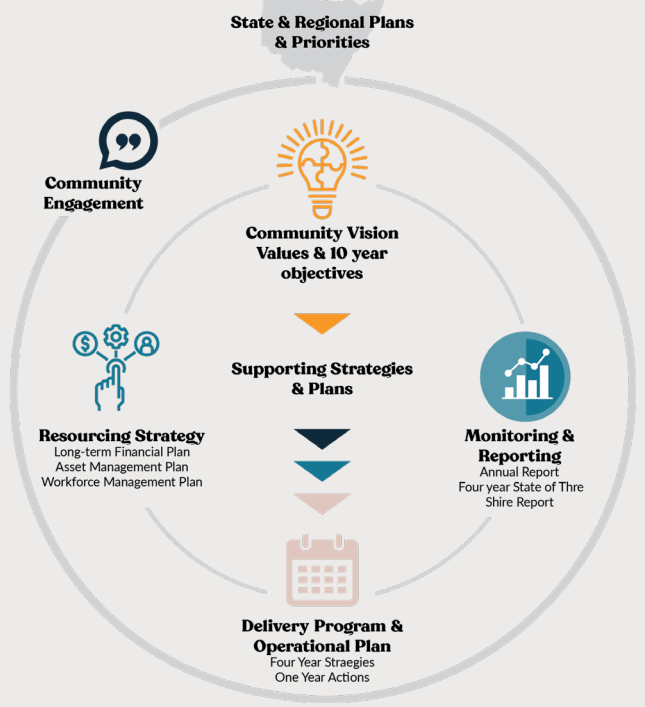 State & Regional Plans
& Priorities
Community
Engagement
Community Vision
Values & 10 year
objectives
Supporting Strategies
& Plans
Resourcing Strategy
Long-term Financial Plan
Asset Management Plan
Workforce Management Plan
Monitoring &
Reporting
Annual Report
Four year State of Thre
Shire Report
Delivery Program &
Operational Plan
Four Year Straegies
One Year Actions